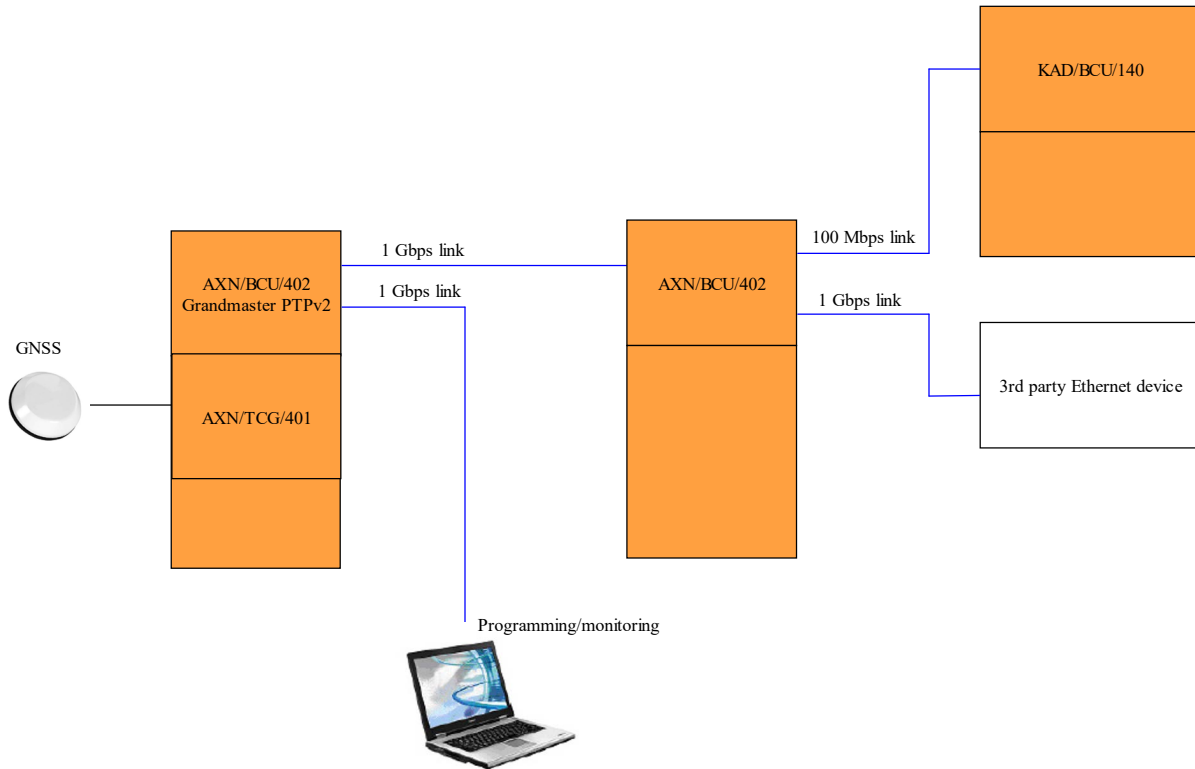 KAD/BCU/140
1 Gbps link
100 Mbps link
AXN/BCU/402
Grandmaster PTPv2
1 Gbps link
AXN/BCU/402
1 Gbps link
GNSS
3rd party Ethernet device
AXN/TCG/401
Programming/monitoring